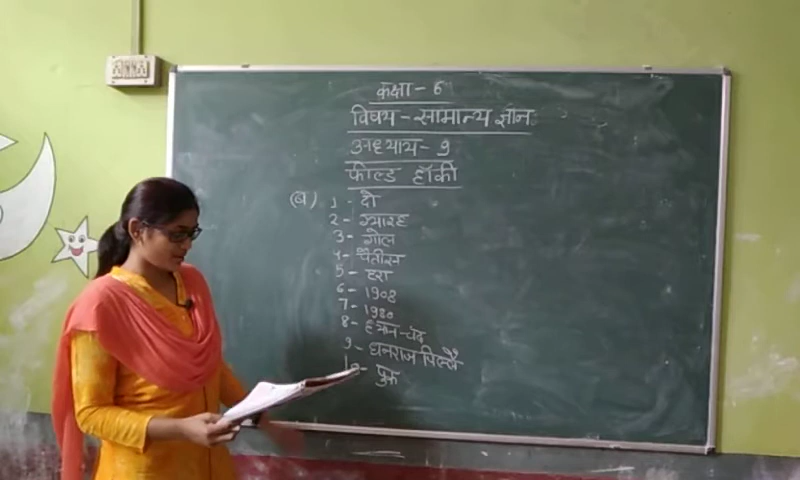 कक्षा - 6
विषय - सामान्य ज्ञान
अध्याय - 9
फील्ड हॉकी
(ब) 1 - दो
2 - ग्यारह
3 - गोल
4 - पैंतीस
5 - हरा
6 - 1908
7 - 1980
8 - ध्यान-चंद
9 - धनराज पिल्लै
10 - पुक